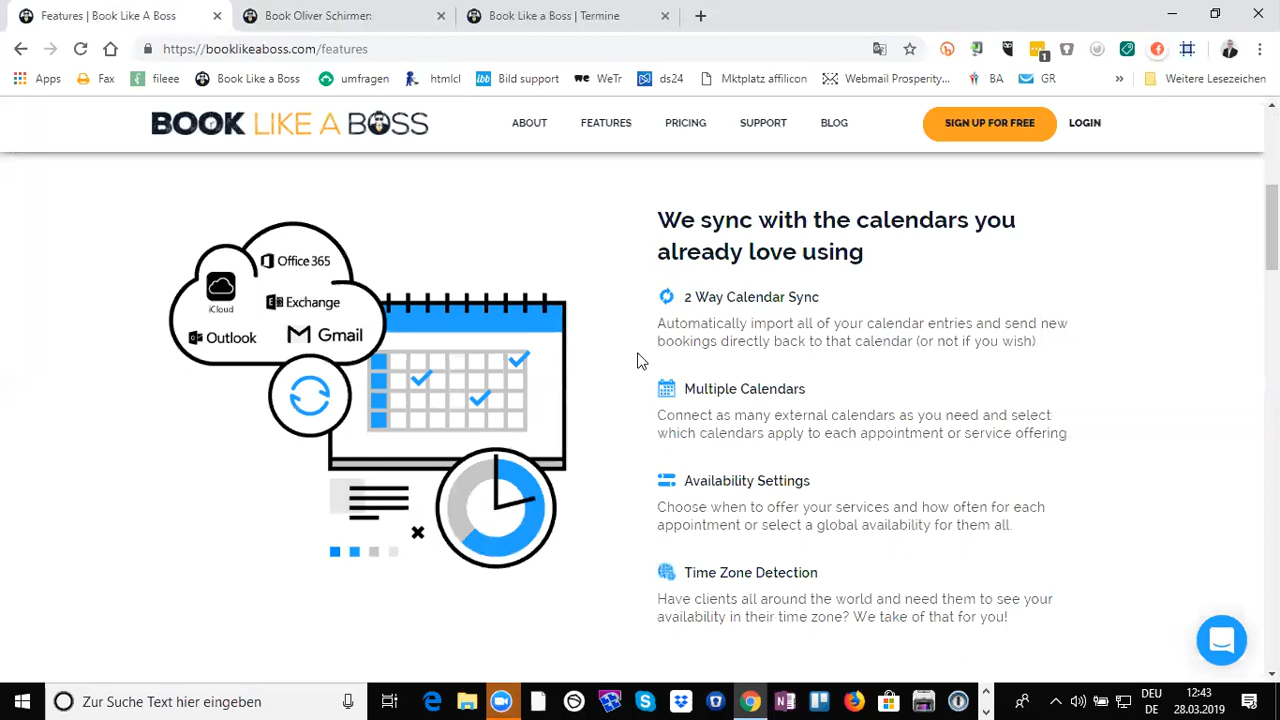 Features | Book Like A Boss
Book Oliver Schirmer
Book Like a Boss | Termine
https://booklikeaboss.com/features
Apps
Fax
fileee
Book Like a Boss
umfragen
htmlcl
Bild support
WeTr
ds24
Mktplatz affilicon
Webmail Prosperity...
BA
GR
»
Weitere Lesezeichen
BOOK LIKE A BOSS
ABOUT
FEATURES
PRICING
SUPPORT
BLOG
SIGN UP FOR FREE
LOGIN
Office 365
iCloud
Exchange
Outlook
Gmail
We sync with the calendars you
already love using
2 Way Calendar Sync
Automatically import all of your calendar entries and send new
bookings directly back to that calendar (or not if you wish)
Multiple Calendars
Connect as many external calendars as you need and select
which calendars apply to each appointment or service offering
Availability Settings
Choose when to offer your services and how often for each
appointment or select a global availability for them all.
Time Zone Detection
Have clients all around the world and need them to see your
availability in their time zone? We take of that for you!
Zur Suche Text hier eingeben
DEU
DE
12:43
28.03.2019